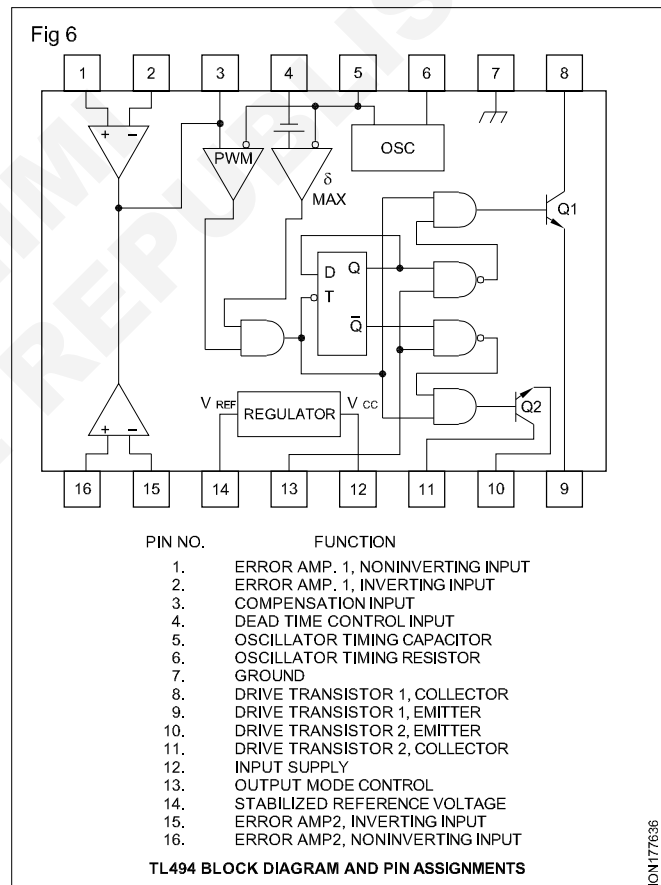 Fig 6
1 2 3 4 5 6 7 8
+ − PWM δ MAX OSC
Q1
D Q
T
Q̅
V REF REGULATOR V CC
Q2
+ −
16 15 14 13 12 11 10 9
PIN NO. FUNCTION
1. ERROR AMP. 1, NONINVERTING INPUT
2. ERROR AMP. 1, INVERTING INPUT
3. COMPENSATION INPUT
4. DEAD TIME CONTROL INPUT
5. OSCILLATOR TIMING CAPACITOR
6. OSCILLATOR TIMING RESISTOR
7. GROUND
8. DRIVE TRANSISTOR 1, COLLECTOR
9. DRIVE TRANSISTOR 1, EMITTER
10. DRIVE TRANSISTOR 2, EMITTER
11. DRIVE TRANSISTOR 2, COLLECTOR
12. INPUT SUPPLY
13. OUTPUT MODE CONTROL
14. STABILIZED REFERENCE VOLTAGE
15. ERROR AMP2, INVERTING INPUT
16. ERROR AMP2, NONINVERTING INPUT
TL494 BLOCK DIAGRAM AND PIN ASSIGNMENTS